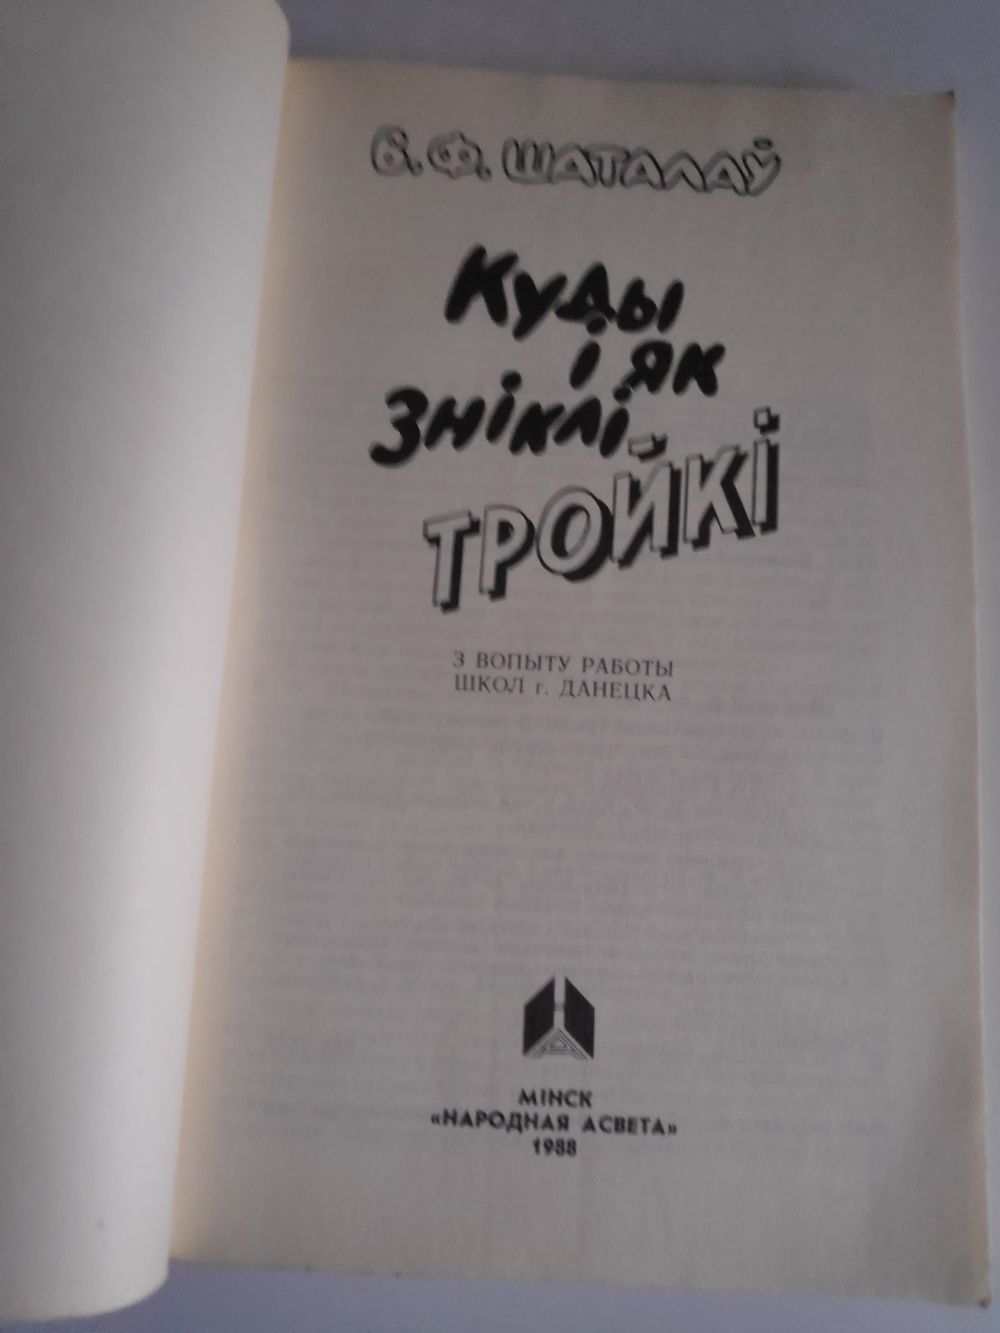 В. Ф. ШАТАЛАЎ
Куды
і як
Зніклі
ТРОЙКІ
З ВОПЫТУ РАБОТЫ
ШКОЛ г. ДАНЕЦКА
МІНСК
«НАРОДНАЯ АСВЕТА»
1988